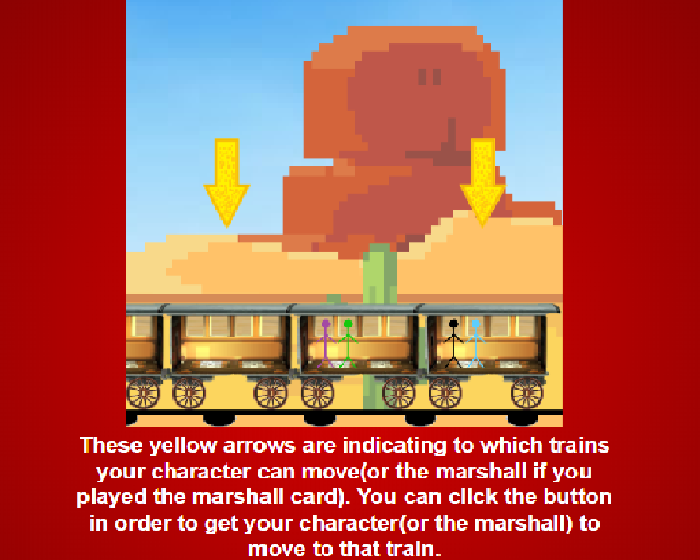 These yellow arrows are indicating to which trains
your character can move(or the marshall if you
played the marshall card). You can click the button
in order to get your character(or the marshall) to
move to that train.